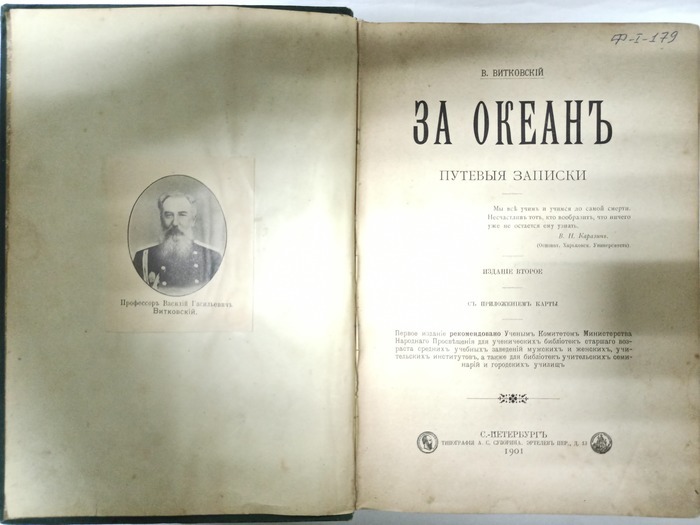 Профессоръ Василій Васильевичъ
Витковскій.
Ф-I-179
В. ВИТКОВСКІЙ
ЗА ОКЕАНЪ
ПУТЕВЫЯ ЗАПИСКИ
Мы всѣ учимъ и учимся до самой смерти.
Несчастливъ тотъ, кто вообразитъ, что ничего
уже не остается ему узнать.
В. Н. Каразинъ.
(Основат. Харьковск. Университета).
ИЗДАНІЕ ВТОРОЕ
СЪ ПРИЛОЖЕНІЕМЪ КАРТЫ
Первое изданіе рекомендовано Ученымъ Комитетомъ Министерства
Народнаго Просвѣщенія для ученическихъ библіотекъ старшаго воз-
раста среднихъ учебныхъ заведеній мужскихъ и женскихъ, учи-
тельскихъ институтовъ, а также для библіотекъ учительскихъ семи-
нарій и городскихъ училищъ
С.-ПЕТЕРБУРГЪ
ТИПОГРАФІЯ А. С. СУВОРИНА. ЭРТЕЛЕВЪ ПЕР., Д. 13
1901